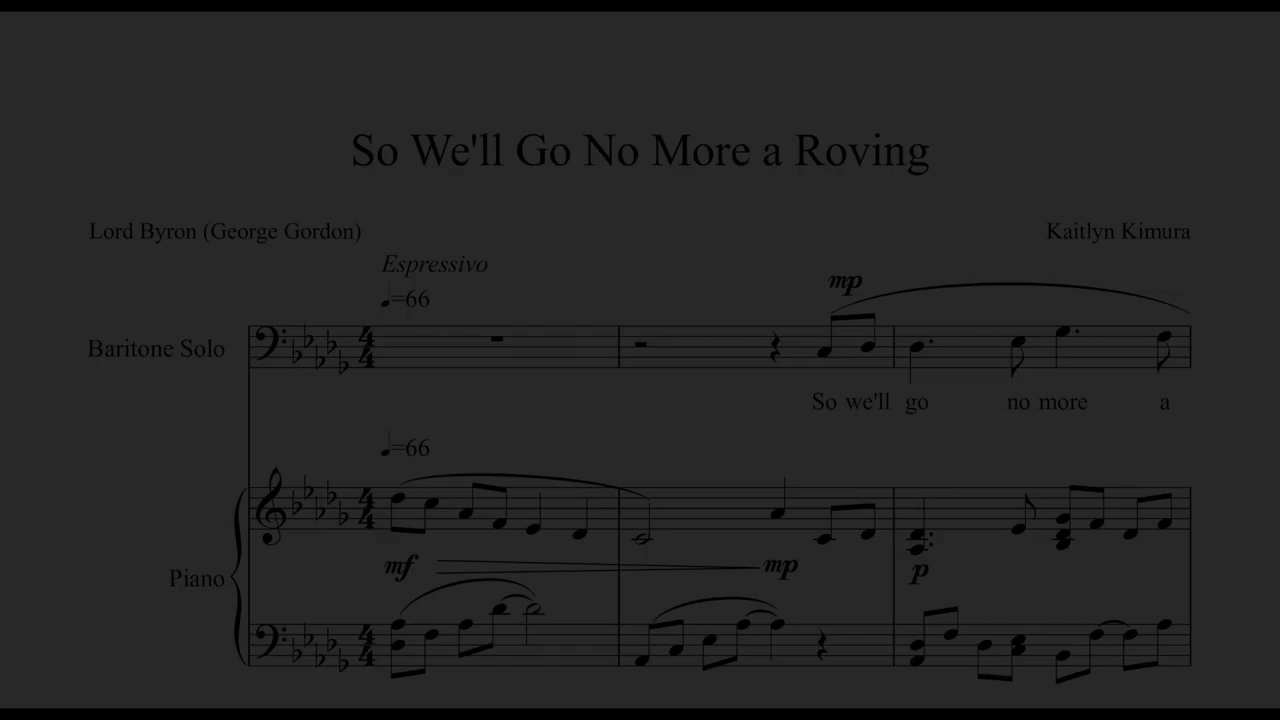 So We'll Go No More a Roving
Lord Byron (George Gordon)
Kaitlyn Kimura
Espressivo
♩=66
mp
Baritone Solo
So we'll go no more a
♩=66
mf
mp
p
Piano